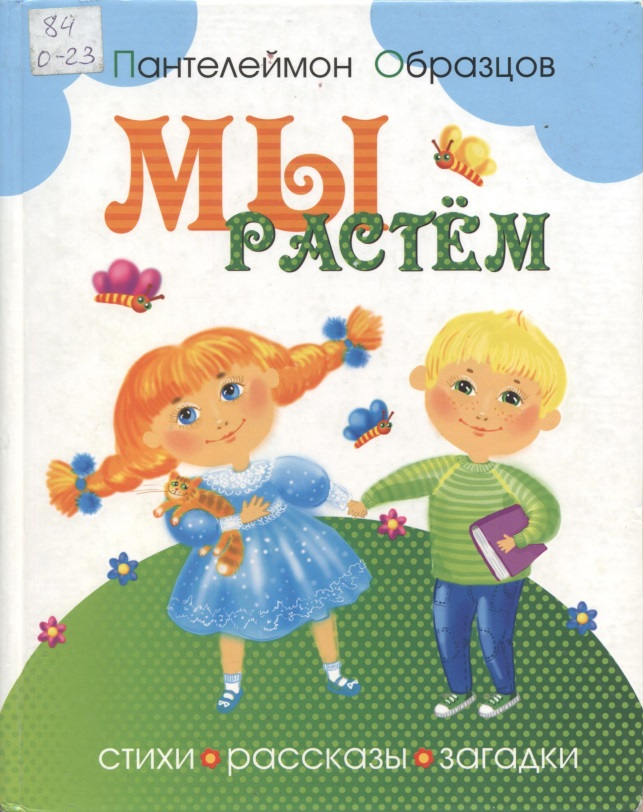 84
О-23
Пантелеймон Образцов
МЫ
РАСТЁМ
стихи • рассказы • загадки